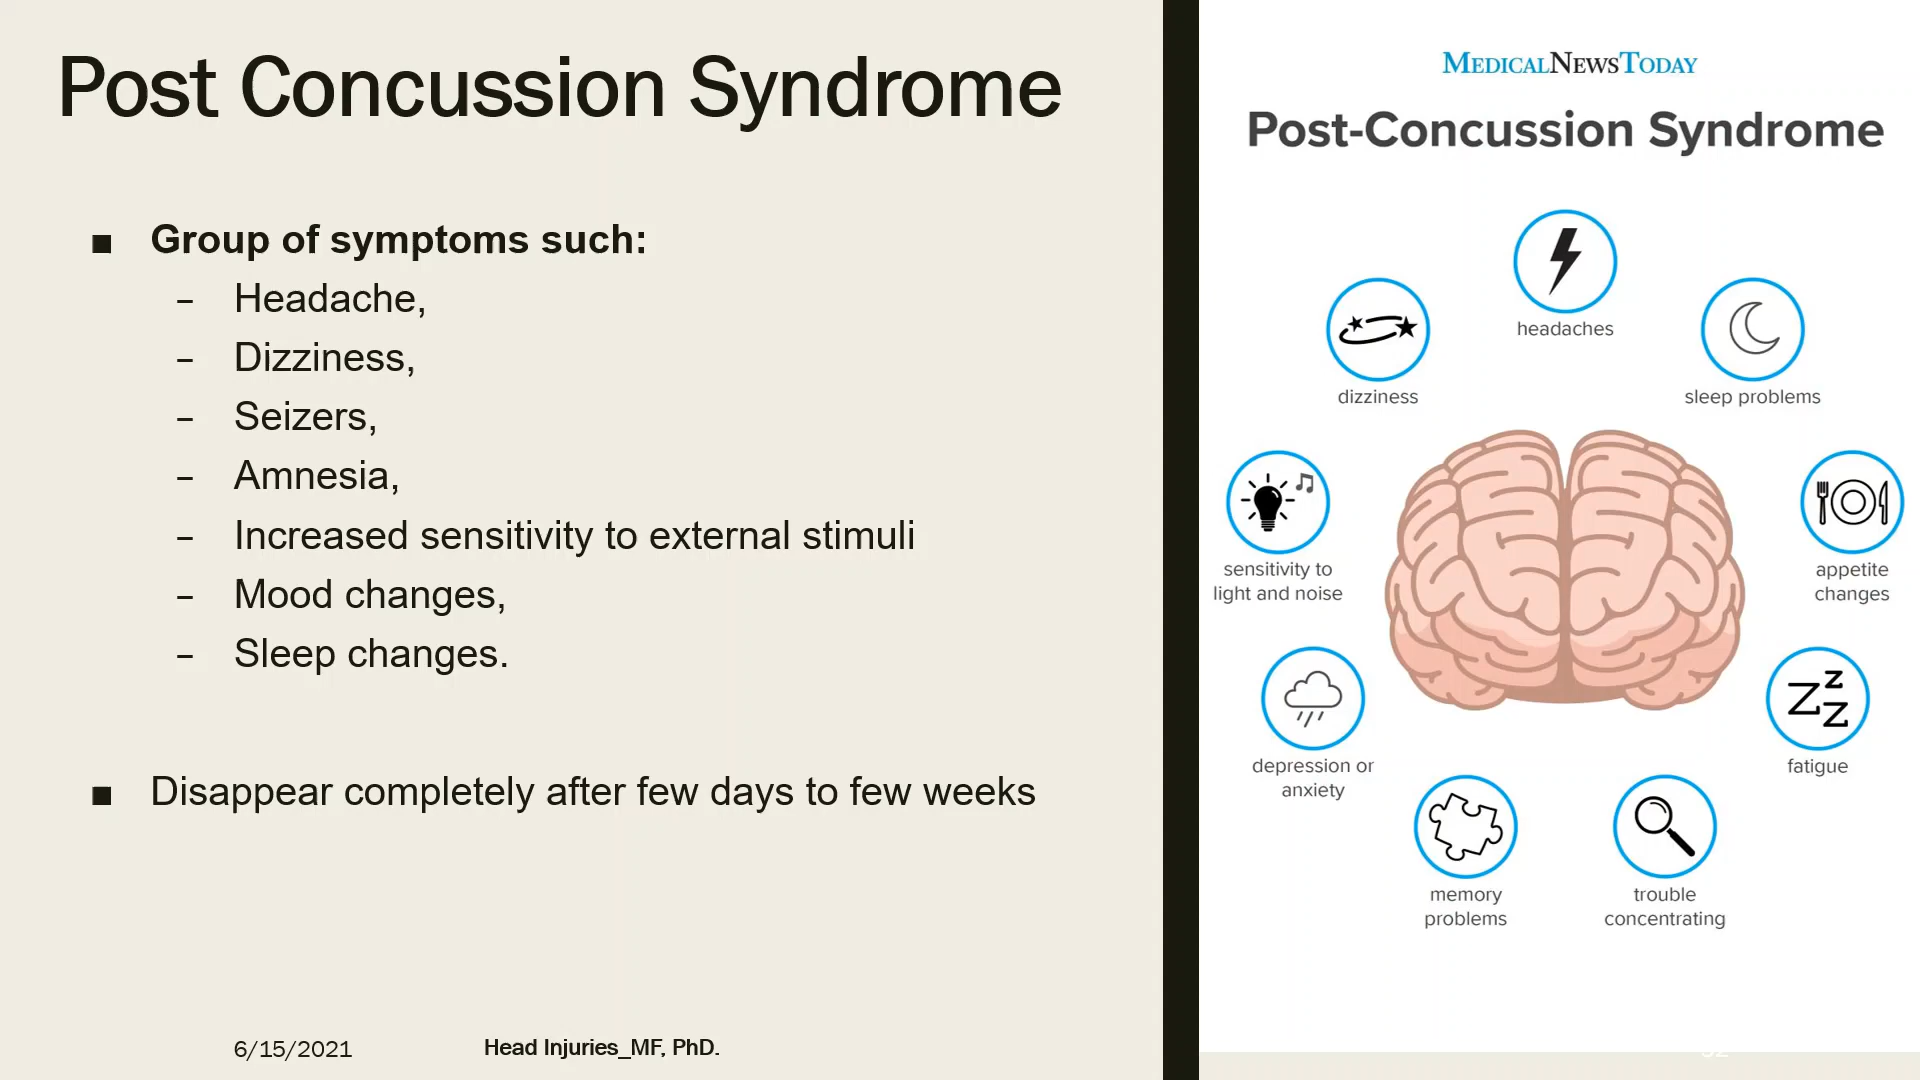 Post Concussion Syndrome
■ Group of symptoms such:
– Headache,
– Dizziness,
– Seizers,
– Amnesia,
– Increased sensitivity to external stimuli
– Mood changes,
– Sleep changes.
■ Disappear completely after few days to few weeks
6/15/2021
Head Injuries_MF, PhD.
MEDICALNEWSTODAY
Post-Concussion Syndrome
headaches
dizziness
sleep problems
sensitivity to
light and noise
appetite
changes
depression or
anxiety
fatigue
memory
problems
trouble
concentrating